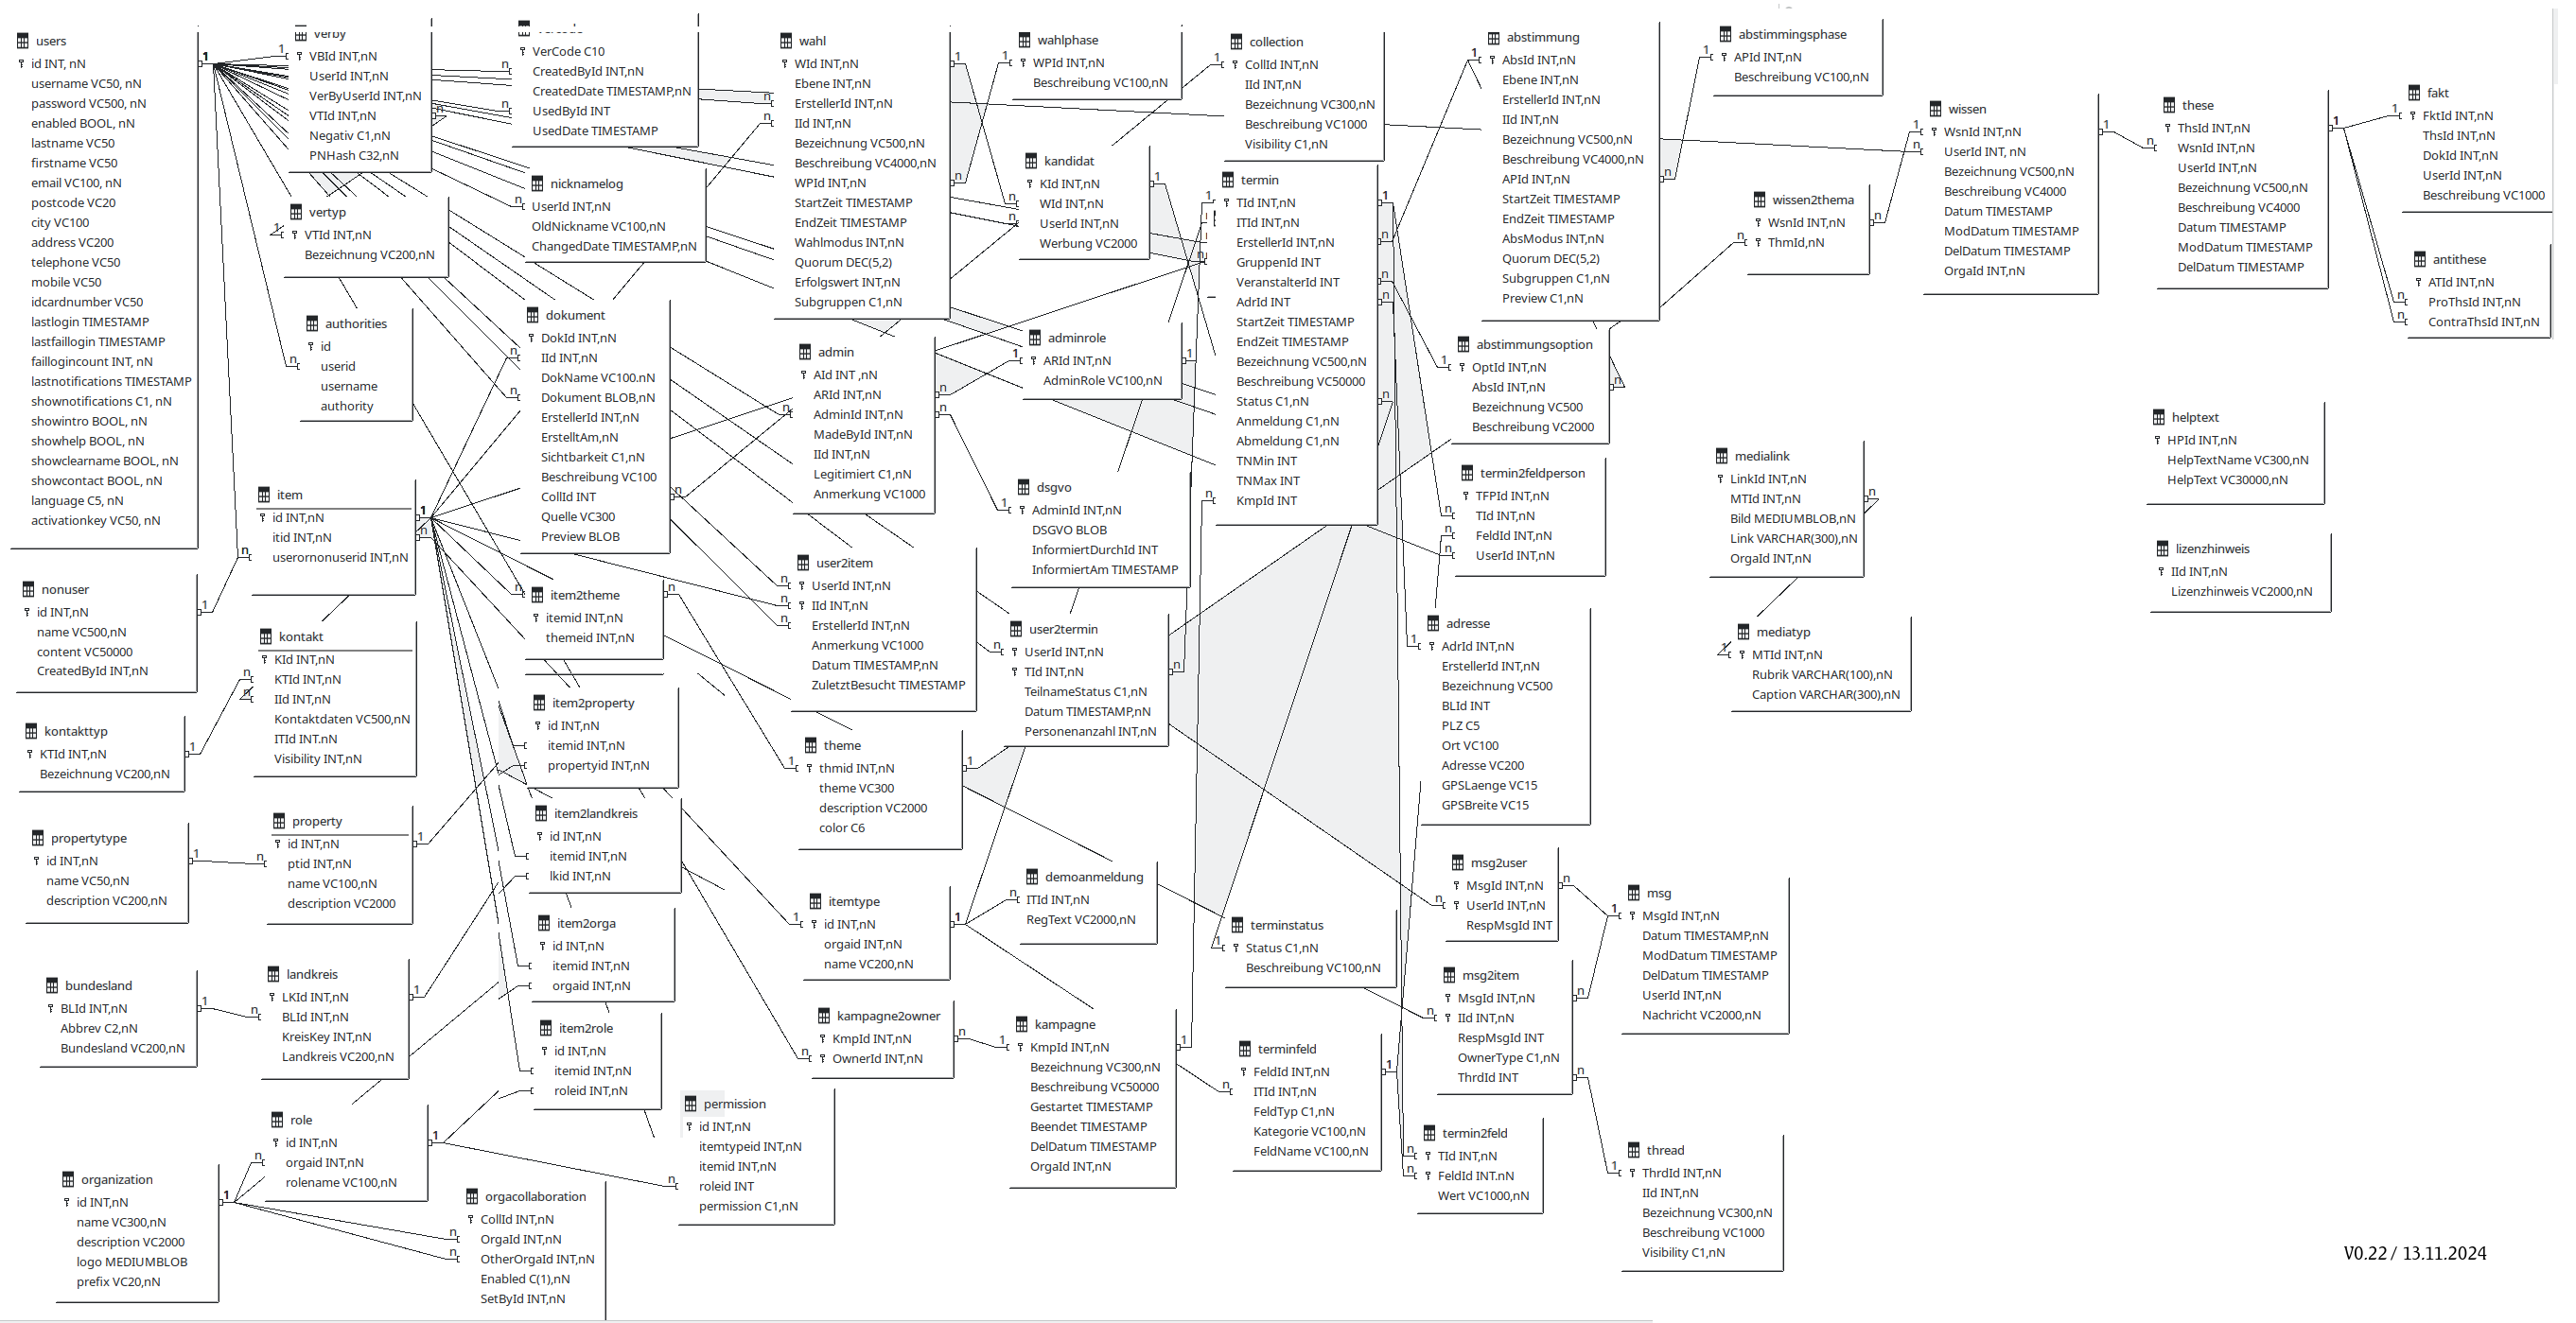 users
id INT, nN
username VC50, nN
password VC500, nN
enabled BOOL, nN
lastname VC50
firstname VC50
email VC100, nN
postcode VC20
city VC100
address VC200
telephone VC50
mobile VC50
idcardnumber VC50
lastlogin TIMESTAMP
lastfaillogin TIMESTAMP
faillogincount INT, nN
lastnotifications TIMESTAMP
shownotifications C1, nN
showintro BOOL, nN
showhelp BOOL, nN
showclearname BOOL, nN
showcontact BOOL, nN
language C5, nN
activationkey VC50, nN
nonuser
id INT,nN
name VC500,nN
content VC50000
CreatedById INT,nN
kontakttyp
KTId INT,nN
Bezeichnung VC200,nN
propertytype
id INT,nN
name VC50,nN
description VC200,nN
bundesland
BLId INT,nN
Abbrev C2,nN
Bundesland VC200,nN
organization
id INT,nN
name VC300,nN
description VC2000
logo MEDIUMBLOB
prefix VC20,nN
verby
VBId INT,nN
UserId INT,nN
VerByUserId INT,nN
VTId INT,nN
Negativ C1,nN
PNHash C32,nN
vertyp
VTId INT,nN
Bezeichnung VC200,nN
authorities
id
userid
username
authority
item
id INT,nN
itid INT,nN
userornonuserid INT,nN
kontakt
KId INT,nN
KTId INT,nN
IId INT,nN
Kontaktdaten VC500,nN
ITId INT.nN
Visibility INT,nN
property
id INT,nN
ptid INT,nN
name VC100,nN
description VC2000
landkreis
LKId INT,nN
BLId INT,nN
KreisKey INT,nN
Landkreis VC200,nN
role
id INT,nN
orgaid INT,nN
rolename VC100,nN
orgacollaboration
CollId INT,nN
OrgaId INT,nN
OtherOrgaId INT,nN
Enabled C(1),nN
SetById INT,nN
VerCode C10
CreatedById INT,nN
CreatedDate TIMESTAMP,nN
UsedById INT
UsedDate TIMESTAMP
nicknamelog
UserId INT,nN
OldNickname VC100,nN
ChangedDate TIMESTAMP,nN
dokument
DokId INT,nN
IId INT,nN
DokName VC100.nN
Dokument BLOB,nN
ErstellerId INT,nN
ErstelltAm,nN
Sichtbarkeit C1,nN
Beschreibung VC100
CollId INT
Quelle VC300
Preview BLOB
item2theme
itemid INT,nN
themeid INT,nN
item2property
id INT,nN
itemid INT,nN
propertyid INT,nN
item2landkreis
id INT,nN
itemid INT,nN
lkid INT,nN
item2orga
id INT,nN
itemid INT,nN
orgaid INT,nN
item2role
id INT,nN
itemid INT,nN
roleid INT,nN
permission
id INT,nN
itemtypeid INT,nN
itemid INT,nN
roleid INT
permission C1,nN
wahl
WId INT,nN
Ebene INT,nN
ErstellerId INT,nN
IId INT,nN
Bezeichnung VC500,nN
Beschreibung VC4000,nN
WPId INT,nN
StartZeit TIMESTAMP
EndZeit TIMESTAMP
Wahlmodus INT,nN
Quorum DEC(5,2)
Erfolgswert INT,nN
Subgruppen C1,nN
admin
AId INT ,nN
ARId INT,nN
AdminId INT,nN
MadeById INT,nN
IId INT,nN
Legitimiert C1,nN
Anmerkung VC1000
user2item
UserId INT,nN
IId INT,nN
ErstellerId INT,nN
Anmerkung VC1000
Datum TIMESTAMP,nN
ZuletztBesucht TIMESTAMP
theme
thmid INT,nN
theme VC300
description VC2000
color C6
itemtype
id INT,nN
orgaid INT,nN
name VC200,nN
kampagne2owner
KmpId INT,nN
OwnerId INT,nN
wahlphase
WPId INT,nN
Beschreibung VC100,nN
kandidat
KId INT,nN
WId INT,nN
UserId INT,nN
Werbung VC2000
adminrole
ARId INT,nN
AdminRole VC100,nN
dsgvo
AdminId INT,nN
DSGVO BLOB
InformiertDurchId INT
InformiertAm TIMESTAMP
user2termin
UserId INT,nN
TId INT,nN
TeilnameStatus C1,nN
Datum TIMESTAMP,nN
Personenanzahl INT,nN
demoanmeldung
ITId INT,nN
RegText VC2000,nN
kampagne
KmpId INT,nN
Bezeichnung VC300,nN
Beschreibung VC50000
Gestartet TIMESTAMP
Beendet TIMESTAMP
DelDatum TIMESTAMP
OrgaId INT,nN
collection
CollId INT,nN
IId INT,nN
Bezeichnung VC300,nN
Beschreibung VC1000
Visibility C1,nN
termin
TId INT,nN
ITId INT,nN
ErstellerId INT,nN
GruppenId INT
VeranstalterId INT
AdrId INT
StartZeit TIMESTAMP
EndZeit TIMESTAMP
Bezeichnung VC500,nN
Beschreibung VC50000
Status C1,nN
Anmeldung C1,nN
Abmeldung C1,nN
TNMin INT
TNMax INT
KmpId INT
terminstatus
Status C1,nN
Beschreibung VC100,nN
terminfeld
FeldId INT,nN
ITId INT,nN
FeldTyp C1,nN
Kategorie VC100,nN
FeldName VC100,nN
abstimmung
AbsId INT,nN
Ebene INT,nN
ErstellerId INT,nN
IId INT,nN
Bezeichnung VC500,nN
Beschreibung VC4000,nN
APId INT,nN
StartZeit TIMESTAMP
EndZeit TIMESTAMP
AbsModus INT,nN
Quorum DEC(5,2)
Subgruppen C1,nN
Preview C1,nN
abstimmungsoption
OptId INT,nN
AbsId INT,nN
Bezeichnung VC500
Beschreibung VC2000
termin2feldperson
TFPId INT,nN
TId INT,nN
FeldId INT,nN
UserId INT,nN
adresse
AdrId INT,nN
ErstellerId INT,nN
Bezeichnung VC500
BLId INT
PLZ C5
Ort VC100
Adresse VC200
GPSLaenge VC15
GPSBreite VC15
msg2user
MsgId INT,nN
UserId INT,nN
RespMsgId INT
msg2item
MsgId INT,nN
IId INT,nN
RespMsgId INT
OwnerType C1,nN
ThrdId INT
termin2feld
TId INT,nN
FeldId INT.nN
Wert VC1000,nN
abstimmingsphase
APId INT,nN
Beschreibung VC100,nN
wissen2thema
WsnId INT,nN
ThmId,nN
medialink
LinkId INT,nN
MTId INT,nN
Bild MEDIUMBLOB,nN
Link VARCHAR(300),nN
OrgaId INT,nN
mediatyp
MTId INT,nN
Rubrik VARCHAR(100),nN
Caption VARCHAR(300),nN
msg
MsgId INT,nN
Datum TIMESTAMP,nN
ModDatum TIMESTAMP
DelDatum TIMESTAMP
UserId INT,nN
Nachricht VC2000,nN
thread
ThrdId INT,nN
IId INT,nN
Bezeichnung VC300,nN
Beschreibung VC1000
Visibility C1,nN
wissen
WsnId INT,nN
UserId INT, nN
Bezeichnung VC500,nN
Beschreibung VC4000
Datum TIMESTAMP
ModDatum TIMESTAMP
DelDatum TIMESTAMP
OrgaId INT,nN
these
ThsId INT,nN
WsnId INT,nN
UserId INT,nN
Bezeichnung VC500,nN
Beschreibung VC4000
Datum TIMESTAMP
ModDatum TIMESTAMP
DelDatum TIMESTAMP
fakt
FktId INT,nN
ThsId INT,nN
DokId INT,nN
UserId INT,nN
Beschreibung VC1000
antithese
ATId INT,nN
ProThsId INT,nN
ContraThsId INT,nN
helptext
HPId INT,nN
HelpTextName VC300,nN
HelpText VC30000,nN
lizenzhinweis
IId INT,nN
Lizenzhinweis VC2000,nN
V0.22 / 13.11.2024